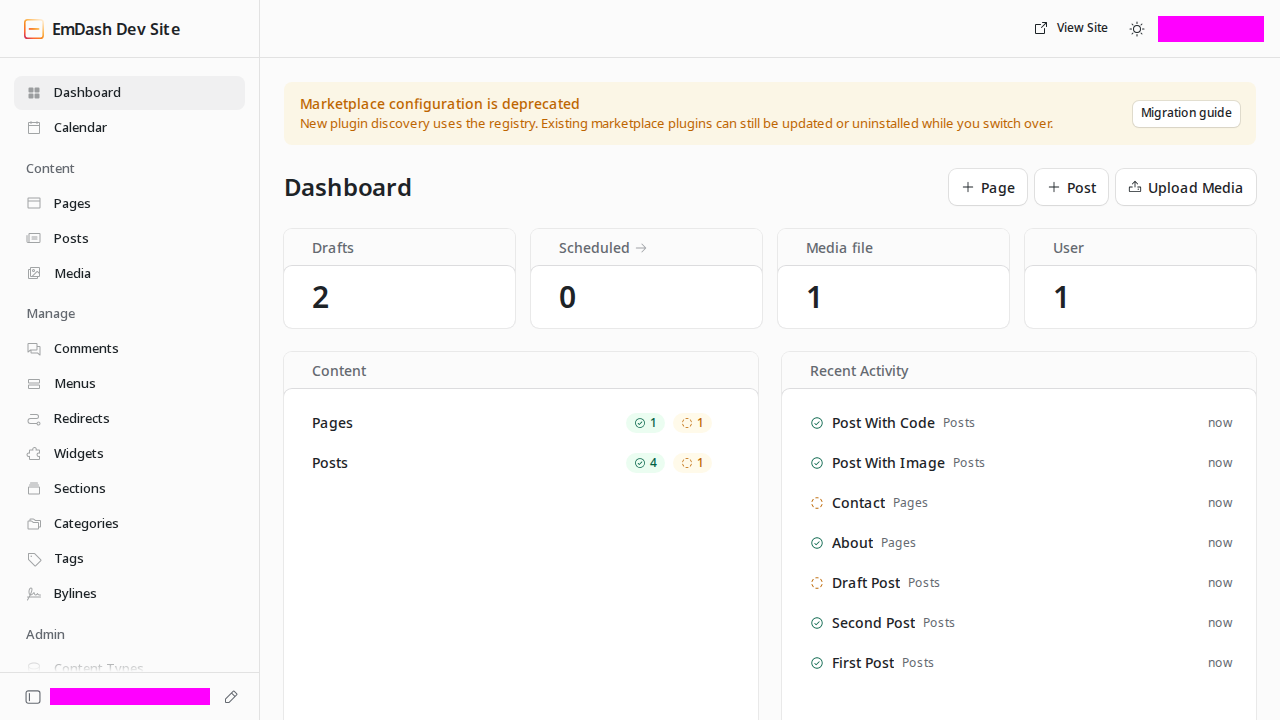 EmDash Dev Site
View Site
Dashboard
Calendar
Content
Pages
Posts
Media
Manage
Comments
Menus
Redirects
Widgets
Sections
Categories
Tags
Bylines
Admin
Content Types
Marketplace configuration is deprecated
New plugin discovery uses the registry. Existing marketplace plugins can still be updated or uninstalled while you switch over.
Migration guide
Dashboard
Page
Post
Upload Media
Drafts
2
Scheduled
0
Media file
1
User
1
Content
Pages 1 1
Posts 4 1
Recent Activity
Post With Code Posts now
Post With Image Posts now
Contact Pages now
About Pages now
Draft Post Posts now
Second Post Posts now
First Post Posts now